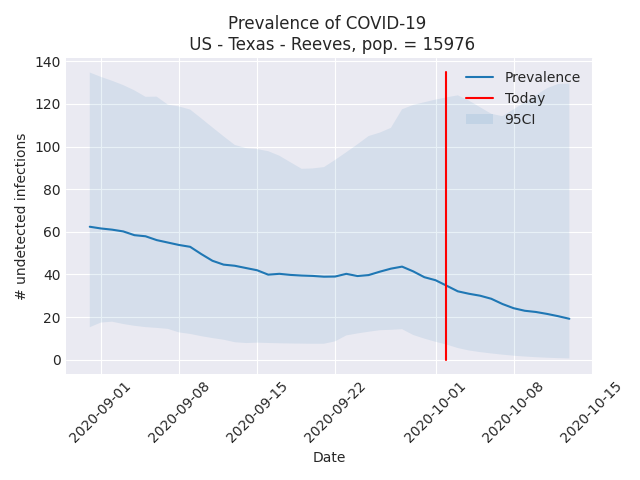 Prevalence of COVID-19
US - Texas - Reeves, pop. = 15976
140
120
100
80
60
40
20
0
# undetected infections
Prevalence
Today
95CI
2020-09-01
2020-09-08
2020-09-15
2020-09-22
2020-10-01
2020-10-08
2020-10-15
Date